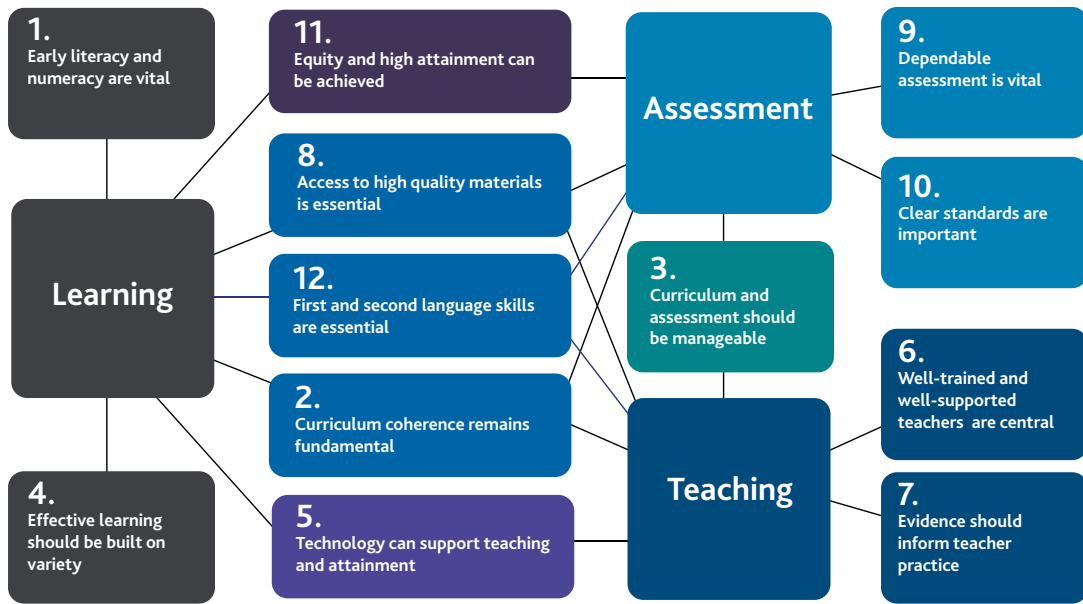 1.
Early literacy and
numeracy are vital
Learning
4.
Effective learning
should be built on
variety
11.
Equity and high attainment can
be achieved
8.
Access to high quality materials
is essential
12.
First and second language skills
are essential
2.
Curriculum coherence remains
fundamental
5.
Technology can support teaching
and attainment
Assessment
3.
Curriculum and
assessment should
be manageable
Teaching
9.
Dependable
assessment is vital
10.
Clear standards are
important
6.
Well-trained and
well-supported
teachers are central
7.
Evidence should
inform teacher
practice